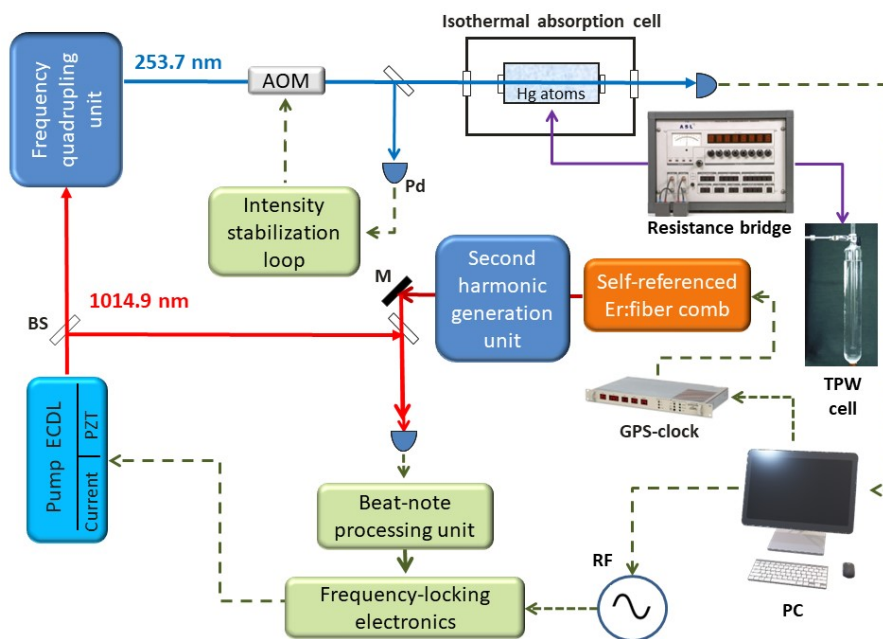 Isothermal absorption cell
Frequency
quadrupling
unit
253.7 nm
AOM
Hg atoms
Pd
Intensity
stabilization
loop
ASL
Resistance bridge
1014.9 nm
BS
M
Second
harmonic
generation
unit
Self-referenced
Er:fiber comb
TPW
cell
GPS-clock
Pump ECDL
Current
PZT
Beat-note
processing unit
Frequency-locking
electronics
RF
PC